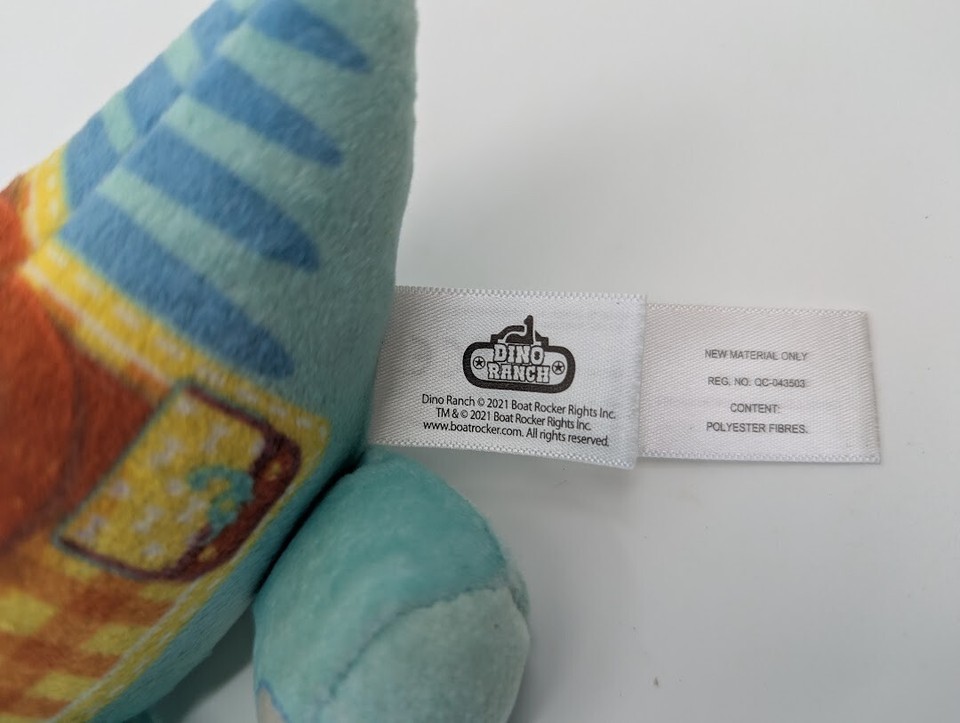 DINO
RANCH
Dino Ranch © 2021 Boat Rocker Rights Inc.
TM & © 2021 Boat Rocker Rights Inc.
www.boatrocker.com. All rights reserved.
NEW MATERIAL ONLY
REG. NO: QC-043503
CONTENT:
POLYESTER FIBRES.